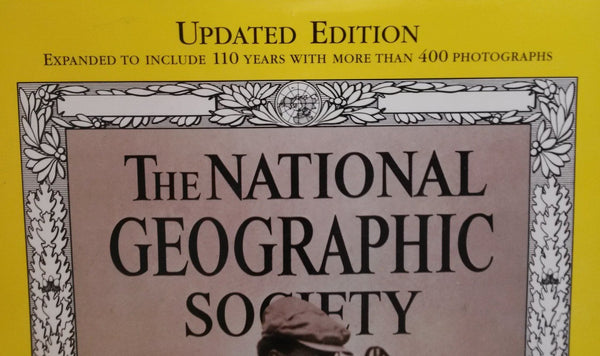 UPDATED EDITION
EXPANDED TO INCLUDE 110 YEARS WITH MORE THAN 400 PHOTOGRAPHS
THE NATIONAL
GEOGRAPHIC
SOCIETY